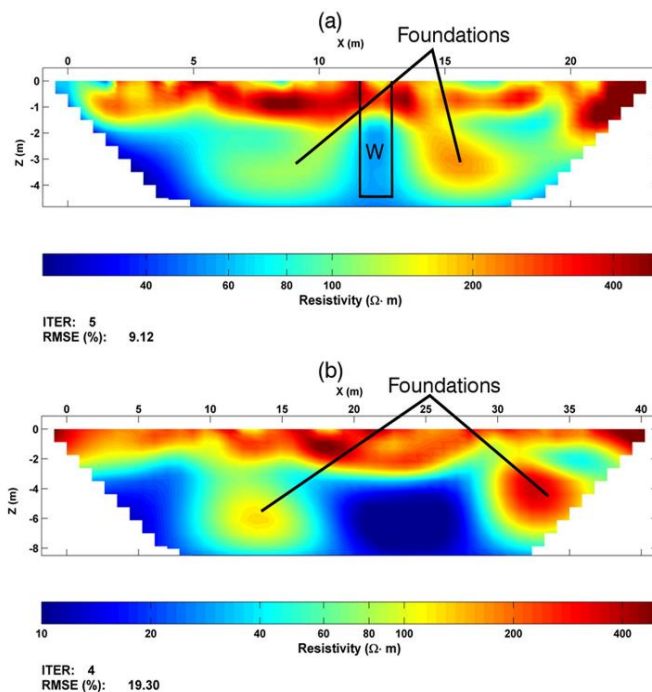 (a)
X (m)
Foundations
0 5 10 15 20
0
-1
-2
-3
-4
Z (m)
W
40 60 80 100 200 400
Resistivity (Ω· m)
ITER: 5
RMSE (%): 9.12
(b)
X (m)
Foundations
0 5 10 15 20 25 30 35 40
0
-2
-4
-6
-8
Z (m)
10 20 40 60 80 100 200 400
Resistivity (Ω· m)
ITER: 4
RMSE (%): 19.30